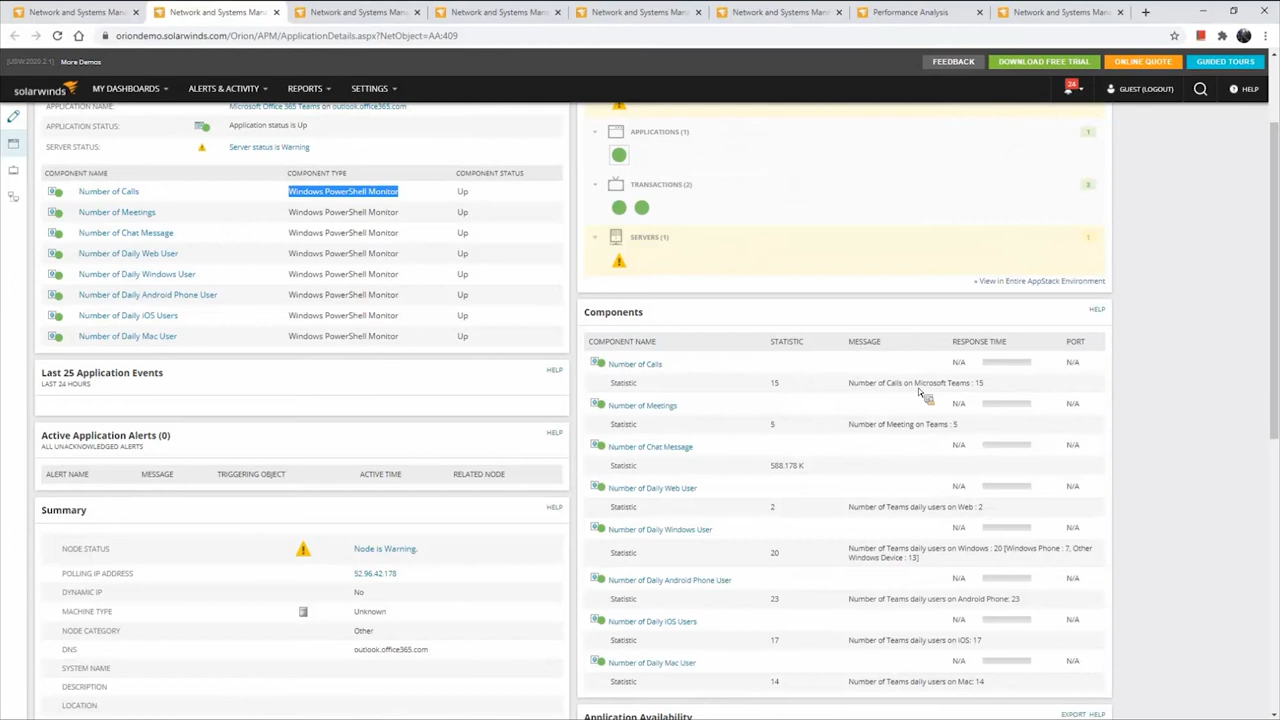 Network and Systems Mana
Network and Systems Mana
Network and Systems Mana
Network and Systems Mana
Network and Systems Mana
Network and Systems Mana
Performance Analysis
Network and Systems Mana
oriondemo.solarwinds.com/Orion/APM/ApplicationDetails.aspx?NetObject=AA:409
[USW:2020.2.1] More Demos
FEEDBACK DOWNLOAD FREE TRIAL ONLINE QUOTE GUIDED TOURS
solarwinds MY DASHBOARDS ALERTS & ACTIVITY REPORTS SETTINGS 24 GUEST (LOGOUT) HELP
APPLICATION NAME: Microsoft Office 365 Teams on outlook.office365.com
APPLICATION STATUS: Application status is Up
SERVER STATUS: Server status is Warning
COMPONENT NAME COMPONENT TYPE COMPONENT STATUS
Number of Calls Windows PowerShell Monitor Up
Number of Meetings Windows PowerShell Monitor Up
Number of Chat Message Windows PowerShell Monitor Up
Number of Daily Web User Windows PowerShell Monitor Up
Number of Daily Windows User Windows PowerShell Monitor Up
Number of Daily Android Phone User Windows PowerShell Monitor Up
Number of Daily iOS Users Windows PowerShell Monitor Up
Number of Daily Mac User Windows PowerShell Monitor Up
Last 25 Application Events HELP
LAST 24 HOURS
Active Application Alerts (0) HELP
ALL UNACKNOWLEDGED ALERTS
ALERT NAME MESSAGE TRIGGERING OBJECT ACTIVE TIME RELATED NODE
Summary HELP
NODE STATUS Node is Warning.
POLLING IP ADDRESS 52.96.42.178
DYNAMIC IP No
MACHINE TYPE Unknown
NODE CATEGORY Other
DNS outlook.office365.com
SYSTEM NAME
DESCRIPTION
LOCATION
APPLICATIONS (1) 1
TRANSACTIONS (2) 2
SERVERS (1) 1
» View in Entire AppStack Environment
Components HELP
COMPONENT NAME STATISTIC MESSAGE RESPONSE TIME PORT
Number of Calls N/A N/A
Statistic 15 Number of Calls on Microsoft Teams : 15
Number of Meetings N/A N/A
Statistic 5 Number of Meeting on Teams : 5
Number of Chat Message N/A N/A
Statistic 588.178 K
Number of Daily Web User N/A N/A
Statistic 2 Number of Teams daily users on Web : 2
Number of Daily Windows User N/A N/A
Statistic 20 Number of Teams daily users on Windows : 20 [Windows Phone : 7, Other
Windows Device : 13]
Number of Daily Android Phone User N/A N/A
Statistic 23 Number of Teams daily users on Android Phone: 23
Number of Daily iOS Users N/A N/A
Statistic 17 Number of Teams daily users on iOS: 17
Number of Daily Mac User N/A N/A
Statistic 14 Number of Teams daily users on Mac: 14
Application Availability EXPORT HELP